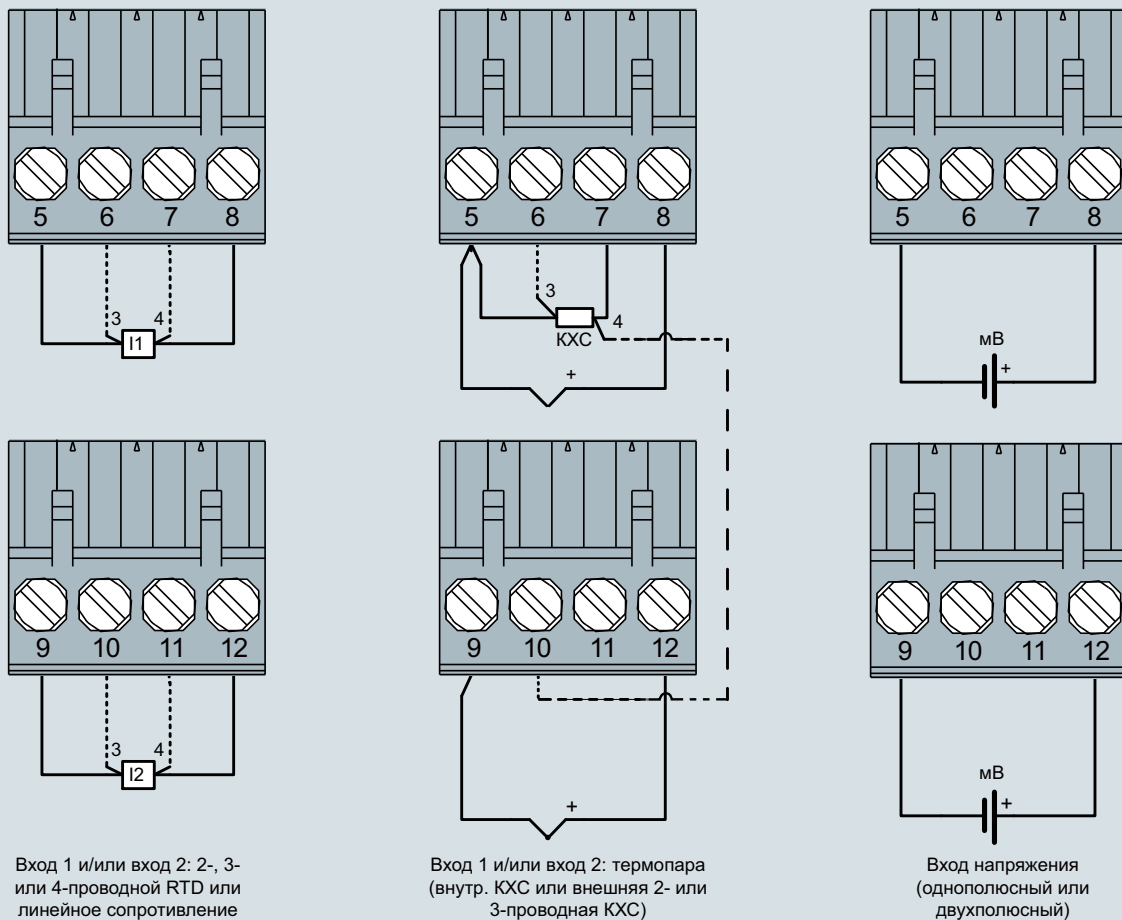 5 6 7 8
3 4
I1
5 6 7 8
3
4
КХС
+
5 6 7 8
мВ
+
9 10 11 12
3 4
I2
9 10 11 12
+
9 10 11 12
мВ
+
Вход 1 и/или вход 2: 2-, 3-
или 4-проводной RTD или
линейное сопротивление
Вход 1 и/или вход 2: термопара
(внутр. КХС или внешняя 2- или
3-проводная КХС)
Вход напряжения
(однополюсный или
двухполюсный)